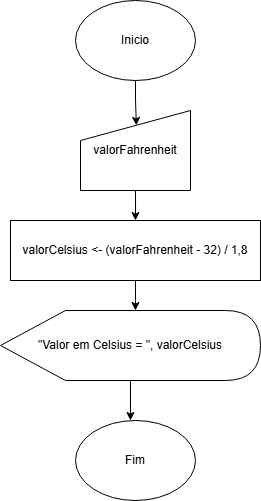 Inicio
valorFahrenheit
valorCelsius <- (valorFahrenheit - 32) / 1,8
"Valor em Celsius = ", valorCelsius
Fim